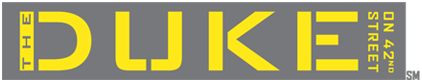 THE
DUKE
ON 42ND
STREET
SM